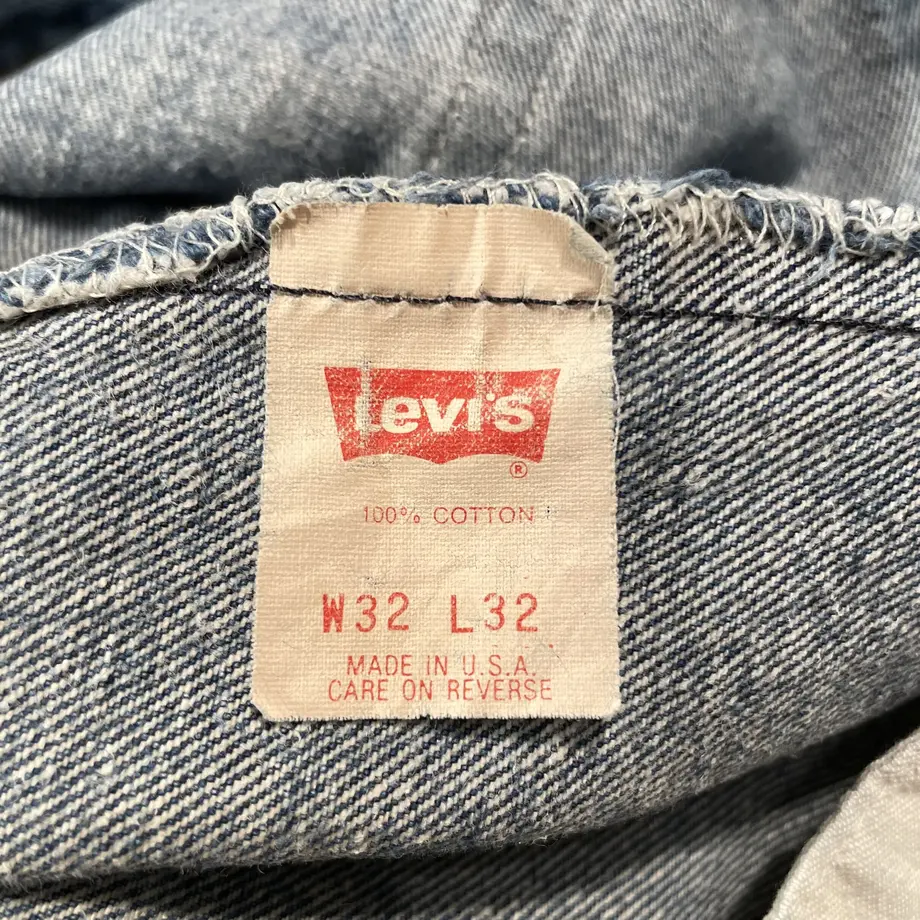 Levi's
®
100% COTTON
W32 L32
MADE IN U.S.A.
CARE ON REVERSE